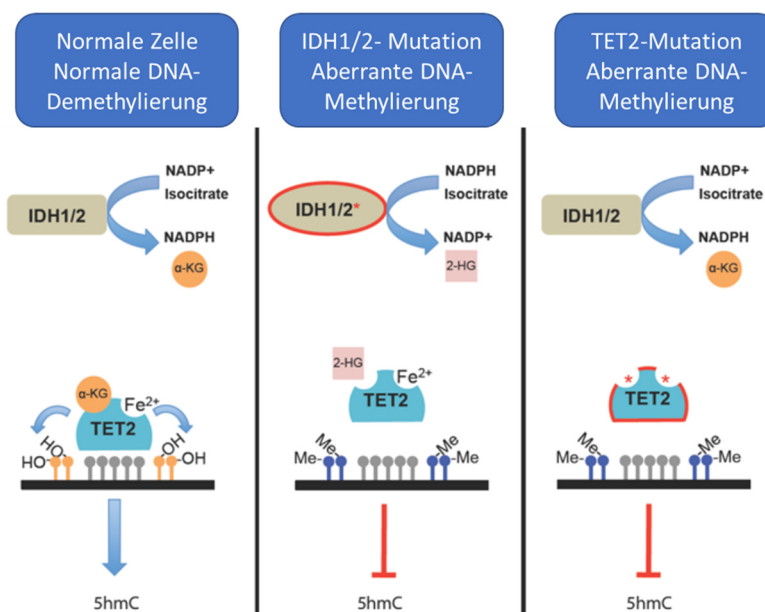 Normale Zelle
Normale DNA-
Demethylierung
NADP+
Isocitrate
IDH1/2
NADPH
α-KG
α-KG
Fe²⁺
TET2
HO-
HO-
-OH
-OH
5hmC
IDH1/2- Mutation
Aberrante DNA-
Methylierung
NADPH
Isocitrate
IDH1/2*
NADP+
2-HG
2-HG
Fe²⁺
TET2
Me-
Me-
-Me
-Me
5hmC
TET2-Mutation
Aberrante DNA-
Methylierung
NADP+
Isocitrate
IDH1/2
NADPH
α-KG
* *
TET2
Me-
Me-
-Me
-Me
5hmC